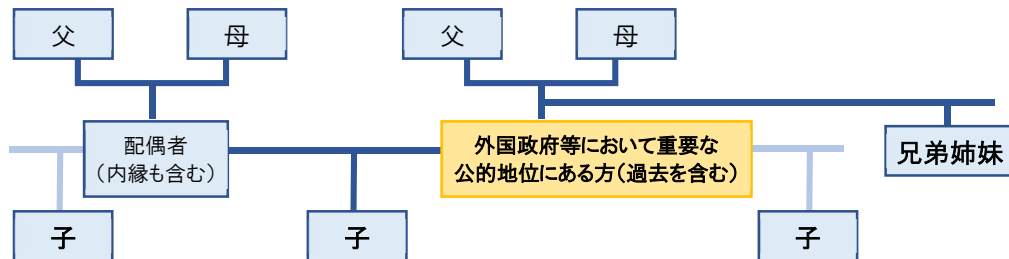 父
母
父
母
配偶者
（内縁も含む）
外国政府等において重要な
公的地位にある方（過去を含む）
兄弟姉妹
子
子
子